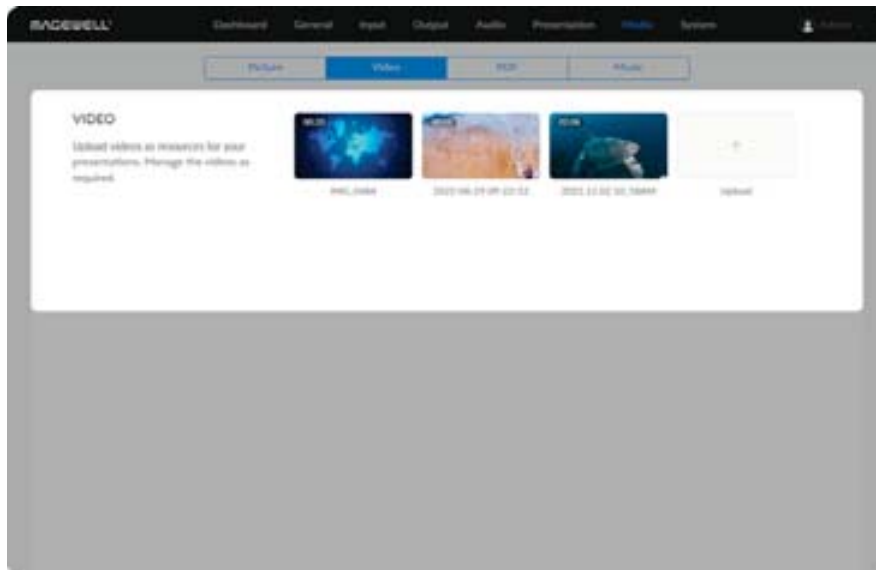 MAGEWELL
Dashboard General Input Output Audio Presentation Media System
Admin
Picture Video PDF Music
VIDEO
Upload videos as resources for your
presentations. Manage the videos as
required.
Upload